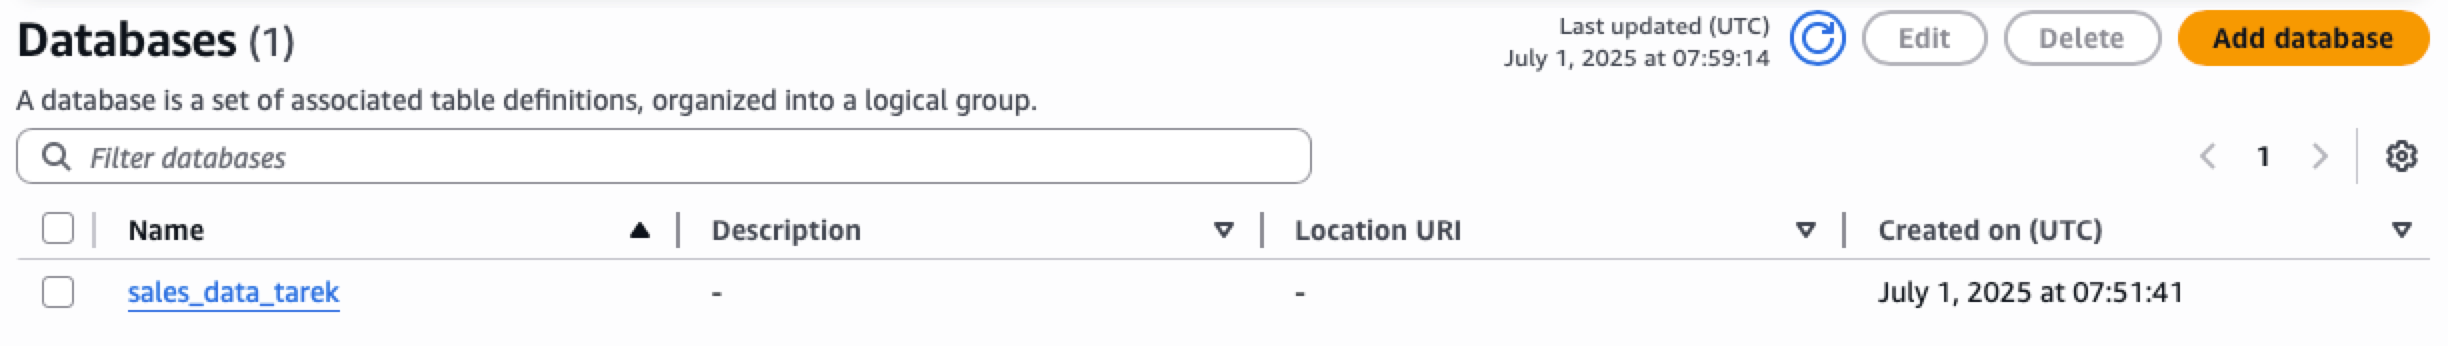 Databases (1)
Last updated (UTC)
July 1, 2025 at 07:59:14
Edit
Delete
Add database
A database is a set of associated table definitions, organized into a logical group.
Filter databases
1
Name Description Location URI Created on (UTC)
sales_data_tarek - - July 1, 2025 at 07:51:41